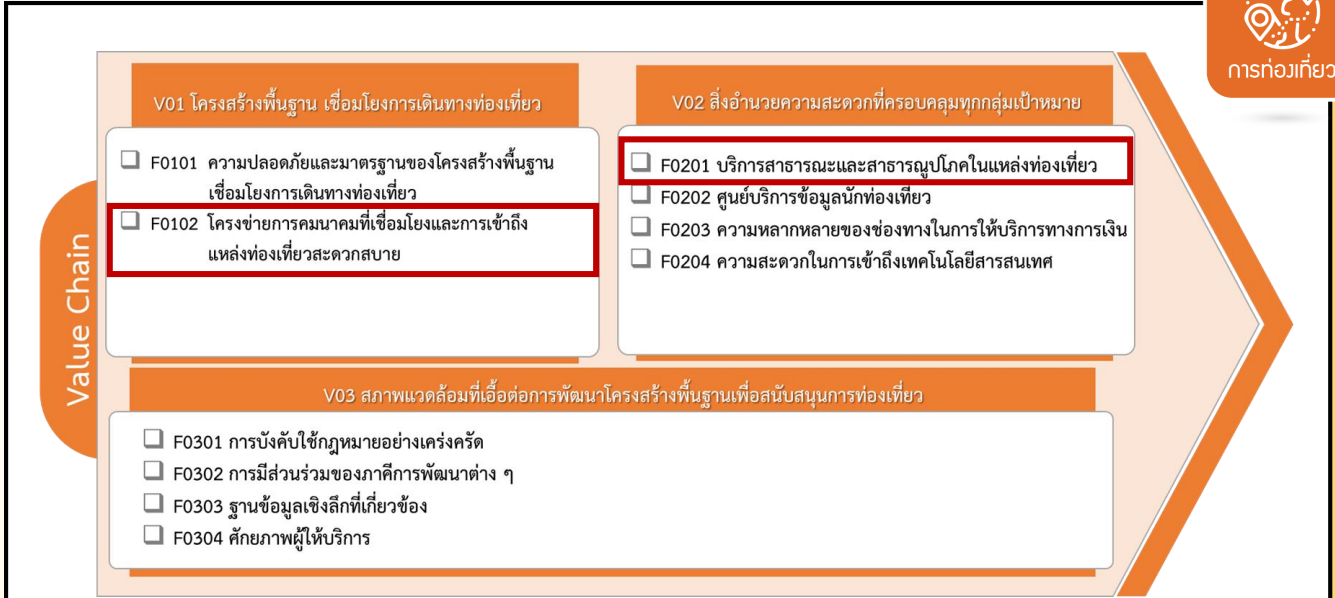 การท่องเที่ยว
V01 โครงสร้างพื้นฐาน เชื่อมโยงการเดินทางท่องเที่ยว
F0101 ความปลอดภัยและมาตรฐานของโครงสร้างพื้นฐาน
เชื่อมโยงการเดินทางท่องเที่ยว
F0102 โครงข่ายการคมนาคมที่เชื่อมโยงและการเข้าถึง
แหล่งท่องเที่ยวสะดวกสบาย
V02 สิ่งอำนวยความสะดวกที่ครอบคลุมทุกกลุ่มเป้าหมาย
F0201 บริการสาธารณะและสาธารณูปโภคในแหล่งท่องเที่ยว
F0202 ศูนย์บริการข้อมูลนักท่องเที่ยว
F0203 ความหลากหลายของช่องทางในการให้บริการทางการเงิน
F0204 ความสะดวกในการเข้าถึงเทคโนโลยีสารสนเทศ
Value Chain
V03 สภาพแวดล้อมที่เอื้อต่อการพัฒนาโครงสร้างพื้นฐานเพื่อสนับสนุนการท่องเที่ยว
F0301 การบังคับใช้กฎหมายอย่างเคร่งครัด
F0302 การมีส่วนร่วมของภาคีการพัฒนาต่าง ๆ
F0303 ฐานข้อมูลเชิงลึกที่เกี่ยวข้อง
F0304 ศักยภาพผู้ให้บริการ